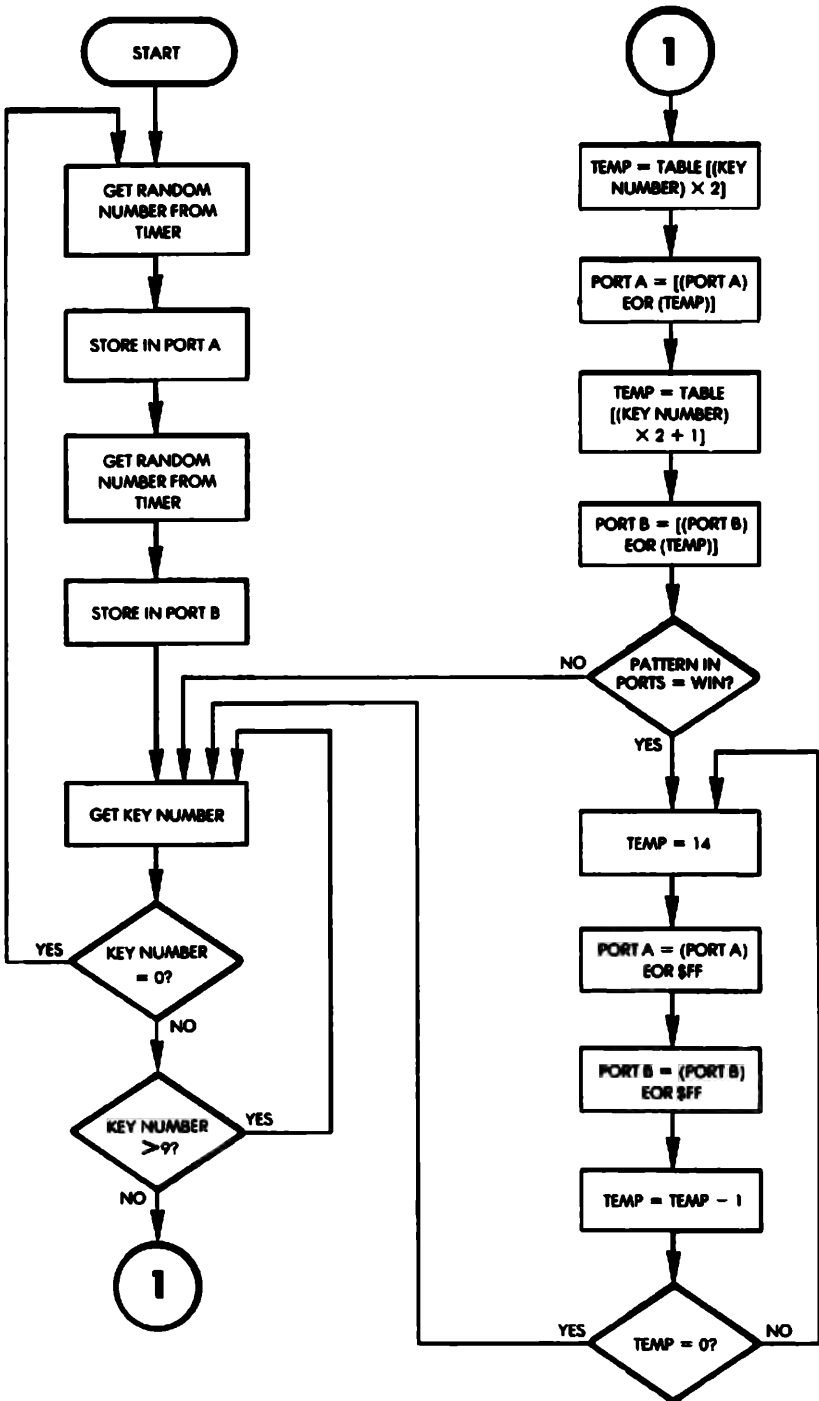 START
GET RANDOM
NUMBER FROM
TIMER
STORE IN PORT A
GET RANDOM
NUMBER FROM
TIMER
STORE IN PORT B
GET KEY NUMBER
KEY NUMBER
= 0?
YES
NO
KEY NUMBER
>9?
YES
NO
1
1
TEMP = TABLE [(KEY
NUMBER) × 2]
PORT A = [(PORT A)
EOR (TEMP)]
TEMP = TABLE
[(KEY NUMBER)
× 2 + 1]
PORT B = [(PORT B)
EOR (TEMP)]
PATTERN IN
PORTS = WIN?
NO
YES
TEMP = 14
PORT A = (PORT A)
EOR $FF
PORT B = (PORT B)
EOR $FF
TEMP = TEMP − 1
TEMP = 0?
YES
NO